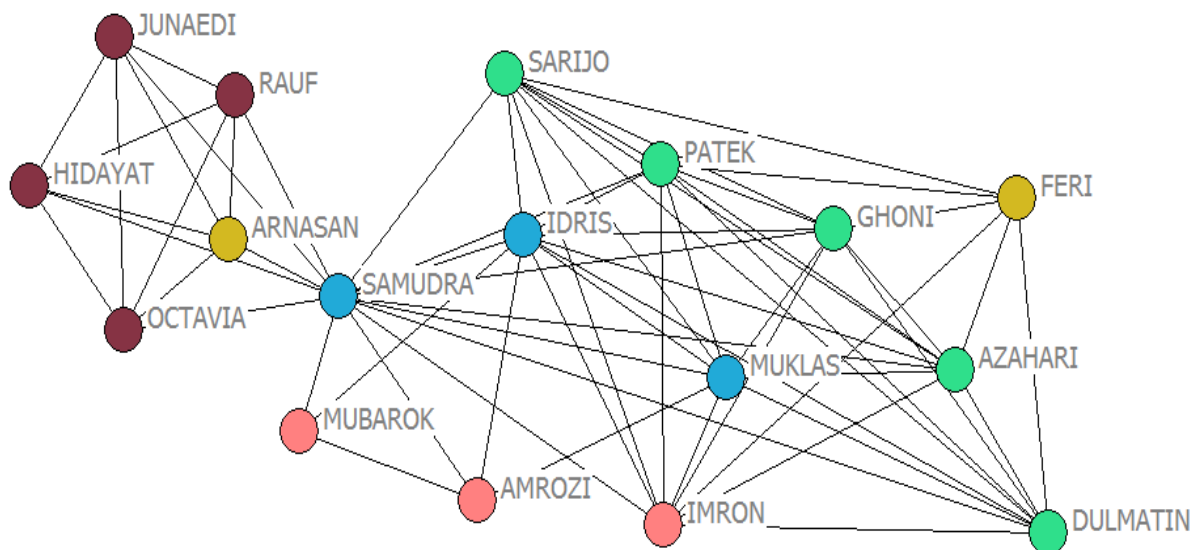 JUNAEDI
RAUF
SARIJO
PATEK
HIDAYAT
FERI
GHONI
IDRIS
ARNASAN
SAMUDRA
OCTAVIA
AZAHARI
MUKLAS
MUBAROK
AMROZI
IMRON
DULMATIN